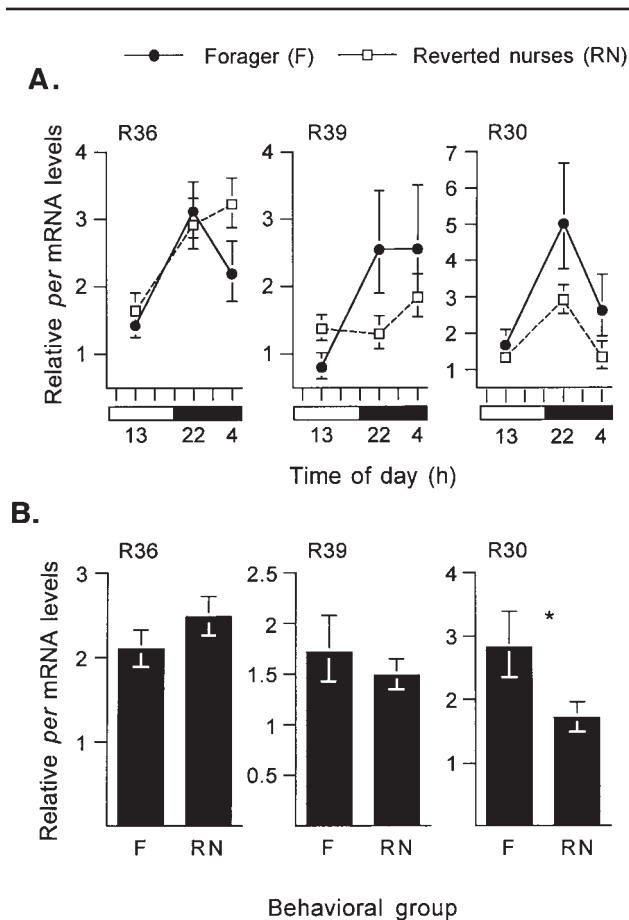 Forager (F) Reverted nurses (RN)
A.
R36 R39 R30
Relative per mRNA levels
4 4 7
6
3 3 5
4
2 2 3
2
1 1 1
13 22 4 13 22 4 13 22 4
Time of day (h)
B.
R36 R39 R30
Relative per mRNA levels
3 2.5 4
2 3
2 1.5 2
1 1 1
0.5
*
F RN F RN F RN
Behavioral group